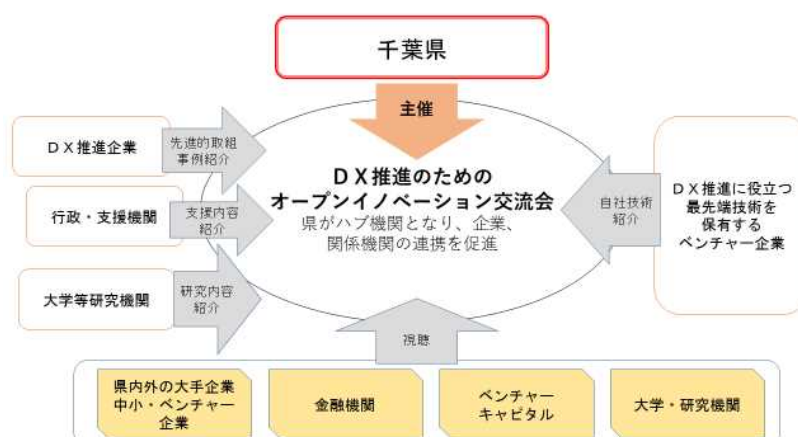 千葉県
主催
DX推進のための
オープンイノベーション交流会
県がハブ機関となり、企業、
関係機関の連携を促進
DX推進企業
先進的取組
事例紹介
行政・支援機関
支援内容
紹介
大学等研究機関
研究内容
紹介
自社技術
紹介
DX推進に役立つ
最先端技術を
保有する
ベンチャー企業
視聴
県内外の大手企業
中小・ベンチャー
企業
金融機関
ベンチャー
キャピタル
大学・研究機関